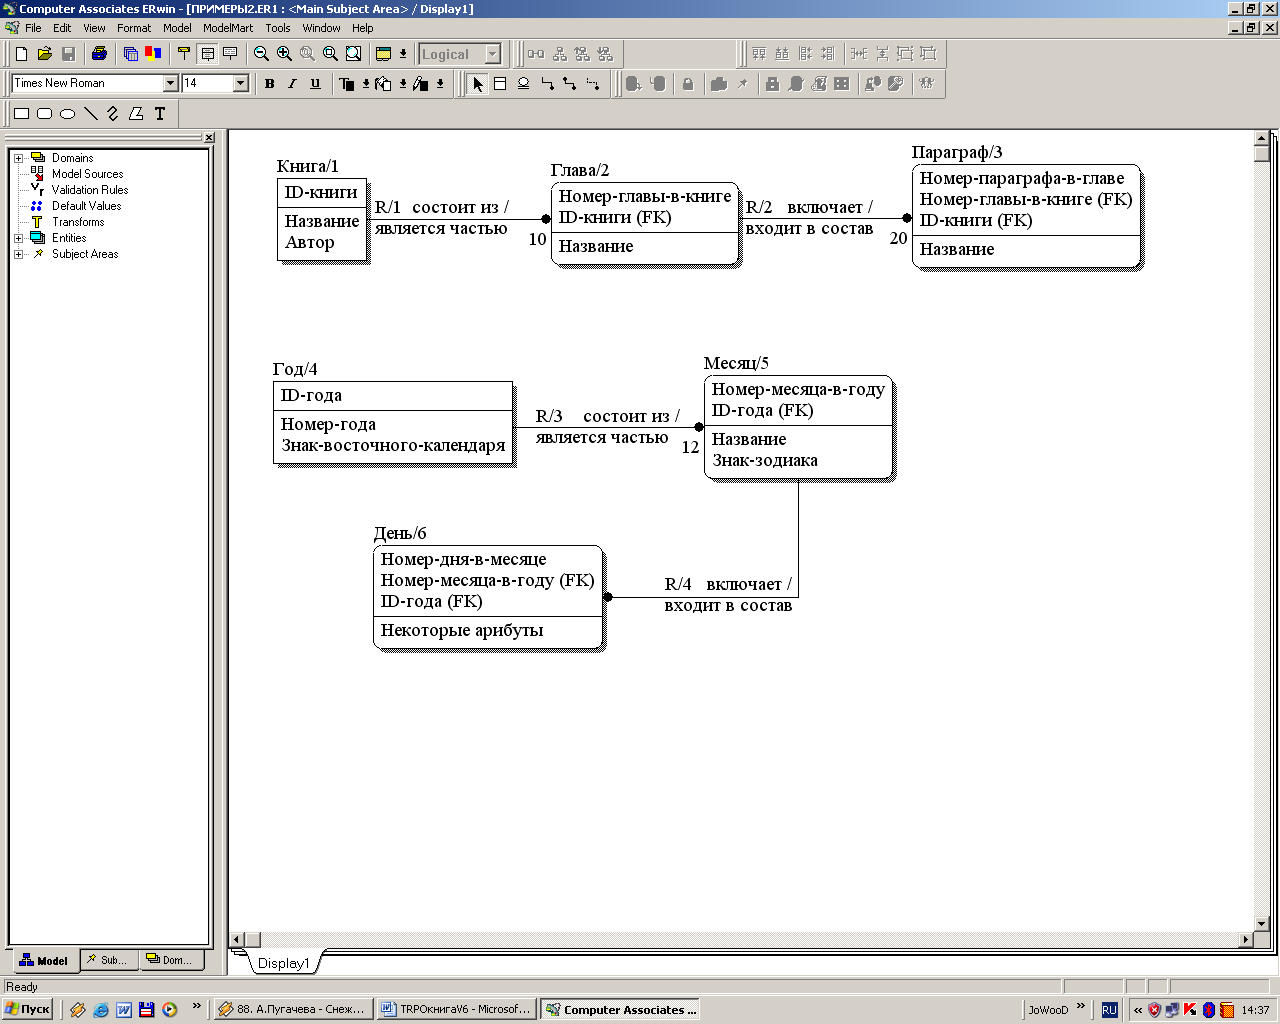 Computer Associates ERwin - [ПРИМЕРЫ2.ER1 : <Main Subject Area> / Display1]
File Edit View Format Model ModelMart Tools Window Help
Logical
Times New Roman 14 B I U
T
Domains
Model Sources
Validation Rules
Default Values
Transforms
Entities
Subject Areas
Книга/1
ID-книги
Название
Автор
R/1 состоит из /
является частью
10
Глава/2
Номер-главы-в-книге
ID-книги (FK)
Название
R/2 включает /
входит в состав
20
Параграф/3
Номер-параграфа-в-главе
Номер-главы-в-книге (FK)
ID-книги (FK)
Название
Год/4
ID-года
Номер-года
Знак-восточного-календаря
R/3 состоит из /
является частью
12
Месяц/5
Номер-месяца-в-году
ID-года (FK)
Название
Знак-зодиака
R/4 включает /
входит в состав
День/6
Номер-дня-в-месяце
Номер-месяца-в-году (FK)
ID-года (FK)
Некоторые арибуты
Model Sub... Dom...
Display1
Ready
Пуск » 88. А.Пугачева - Снеж... TRPOкнигаV6 - Microsof... Computer Associates ... JoWooD » RU « 14:37